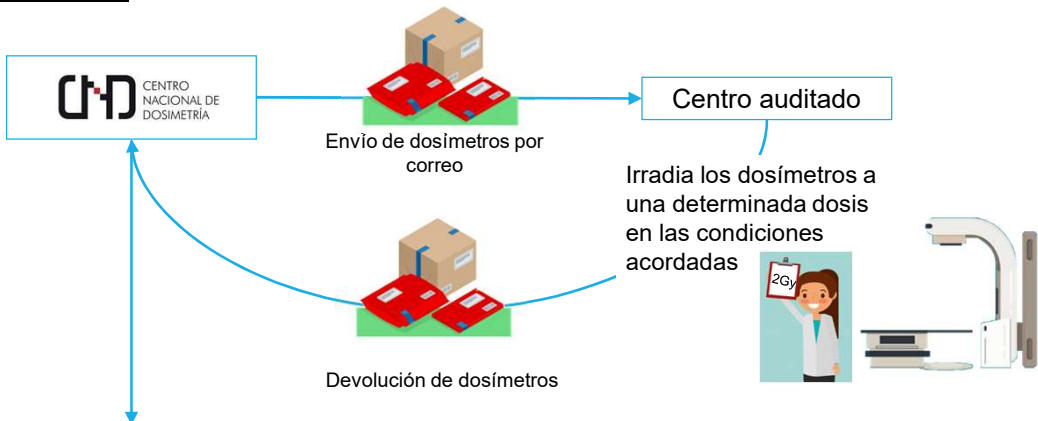 CND
CENTRO
NACIONAL DE
DOSIMETRÍA
Envío de dosímetros por
correo
Centro auditado
Irradia los dosímetros a
una determinada dosis
en las condiciones
acordadas
2Gy
Devolución de dosímetros